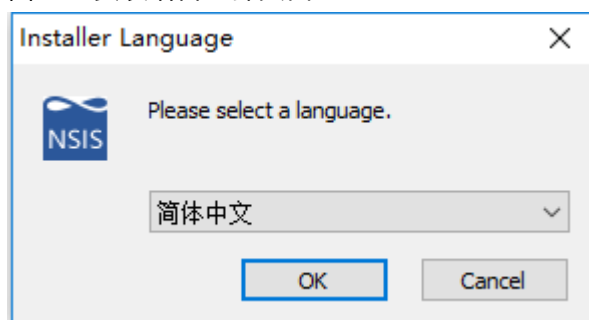 Installer Language
NSIS
Please select a language.
简体中文
OK
Cancel